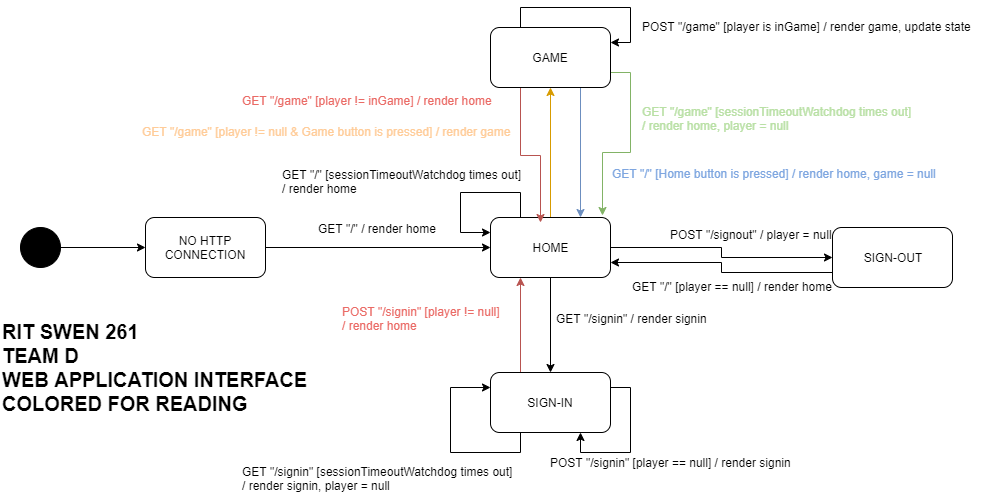 POST "/game" [player is inGame] / render game, update state
GAME
GET "/game" [player != inGame] / render home
GET "/game" [sessionTimeoutWatchdog times out]
/ render home, player = null
GET "/game" [player != null & Game button is pressed] / render game
GET "/" [sessionTimeoutWatchdog times out]
/ render home
GET "/" [Home button is pressed] / render home, game = null
NO HTTP
CONNECTION
GET "/" / render home
HOME
POST "/signout" / player = null
SIGN-OUT
GET "/" [player == null] / render home
POST "/signin" [player != null]
/ render home
GET "/signin" / render signin
RIT SWEN 261
TEAM D
WEB APPLICATION INTERFACE
COLORED FOR READING
SIGN-IN
GET "/signin" [sessionTimeoutWatchdog times out]
/ render signin, player = null
POST "/signin" [player == null] / render signin